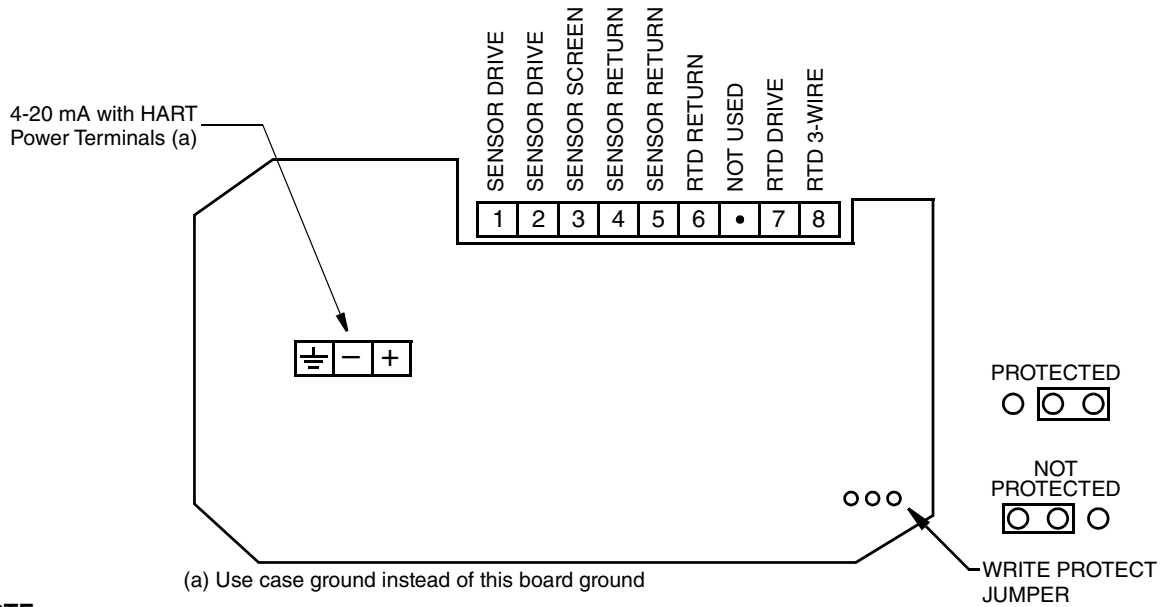 SENSOR DRIVE
SENSOR DRIVE
SENSOR SCREEN
SENSOR RETURN
SENSOR RETURN
RTD RETURN
NOT USED
RTD DRIVE
RTD 3-WIRE
4-20 mA with HART
Power Terminals (a)
1 2 3 4 5 6 • 7 8
− +
PROTECTED
NOT
PROTECTED
WRITE PROTECT
JUMPER
(a) Use case ground instead of this board ground